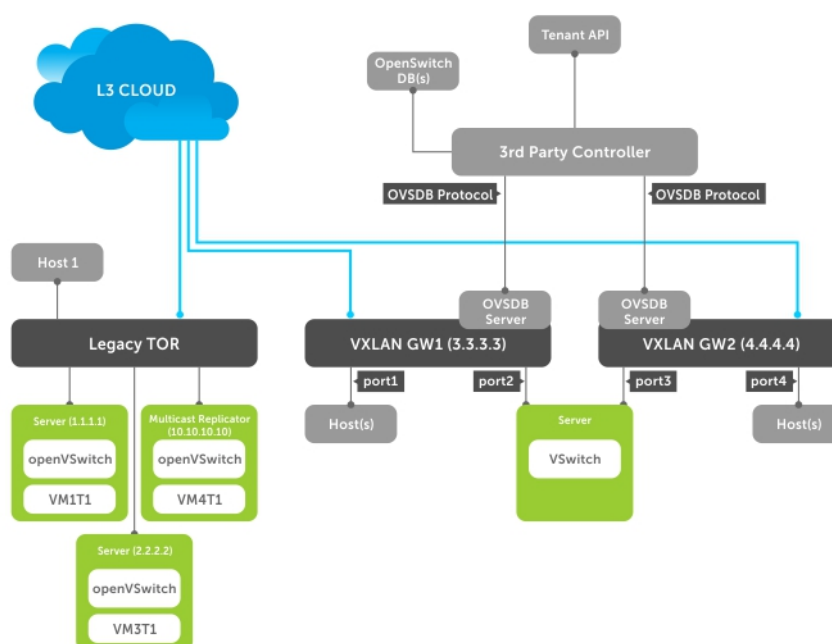 Tenant API
OpenSwitch
DB(s)
L3 CLOUD
3rd Party Controller
OVSDB Protocol
OVSDB Protocol
Host 1
OVSDB
Server
OVSDB
Server
Legacy TOR
VXLAN GW1 (3.3.3.3)
VXLAN GW2 (4.4.4.4)
port1
port2
port3
port4
Server (1.1.1.1)
openVSwitch
VM1T1
Multicast Replicator
(10.10.10.10)
openVSwitch
VM4T1
Host(s)
Server
VSwitch
Host(s)
Server (2.2.2.2)
openVSwitch
VM3T1